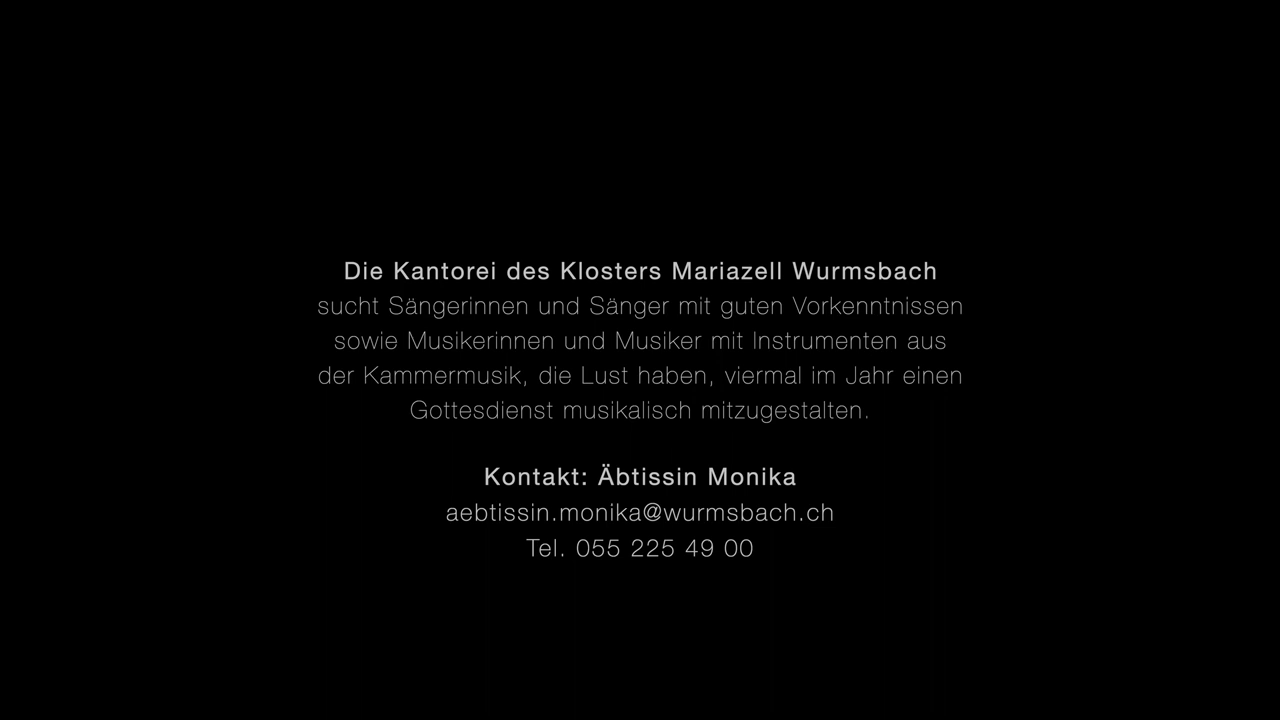 Die Kantorei des Klosters Mariazell Wurmsbach
sucht Sängerinnen und Sänger mit guten Vorkenntnissen
sowie Musikerinnen und Musiker mit Instrumenten aus
der Kammermusik, die Lust haben, viermal im Jahr einen
Gottesdienst musikalisch mitzugestalten.
Kontakt: Äbtissin Monika
aebtissin.monika@wurmsbach.ch
Tel. 055 225 49 00